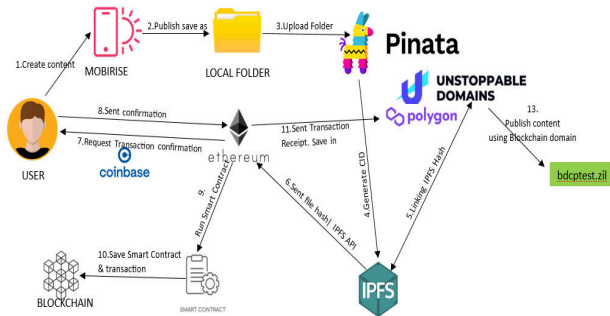 2.Publish save as
3.Upload Folder
Pinata
1.Create content
MOBIRISE
LOCAL FOLDER
UNSTOPPABLE
DOMAINS
polygon
13.
Publish content
using Blockchain domain
8.Sent confirmation
7.Request Transaction confirmation
coinbase
ethereum
11.Sent Transaction
Receipt. Save in
USER
bdcptest.zil
9.
Run Smart Contract
6.Sent file hash| IPFS API
4.Generate CID
5.Linking IPFS Hash
10.Save Smart Contract
& transaction
BLOCKCHAIN
SMART CONTRACT
IPFS